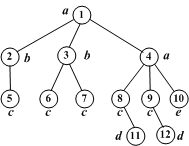 a 1
2 b 3 b 4 a
5 6 7 8 9 10
c c c c c e
d 11 12 d